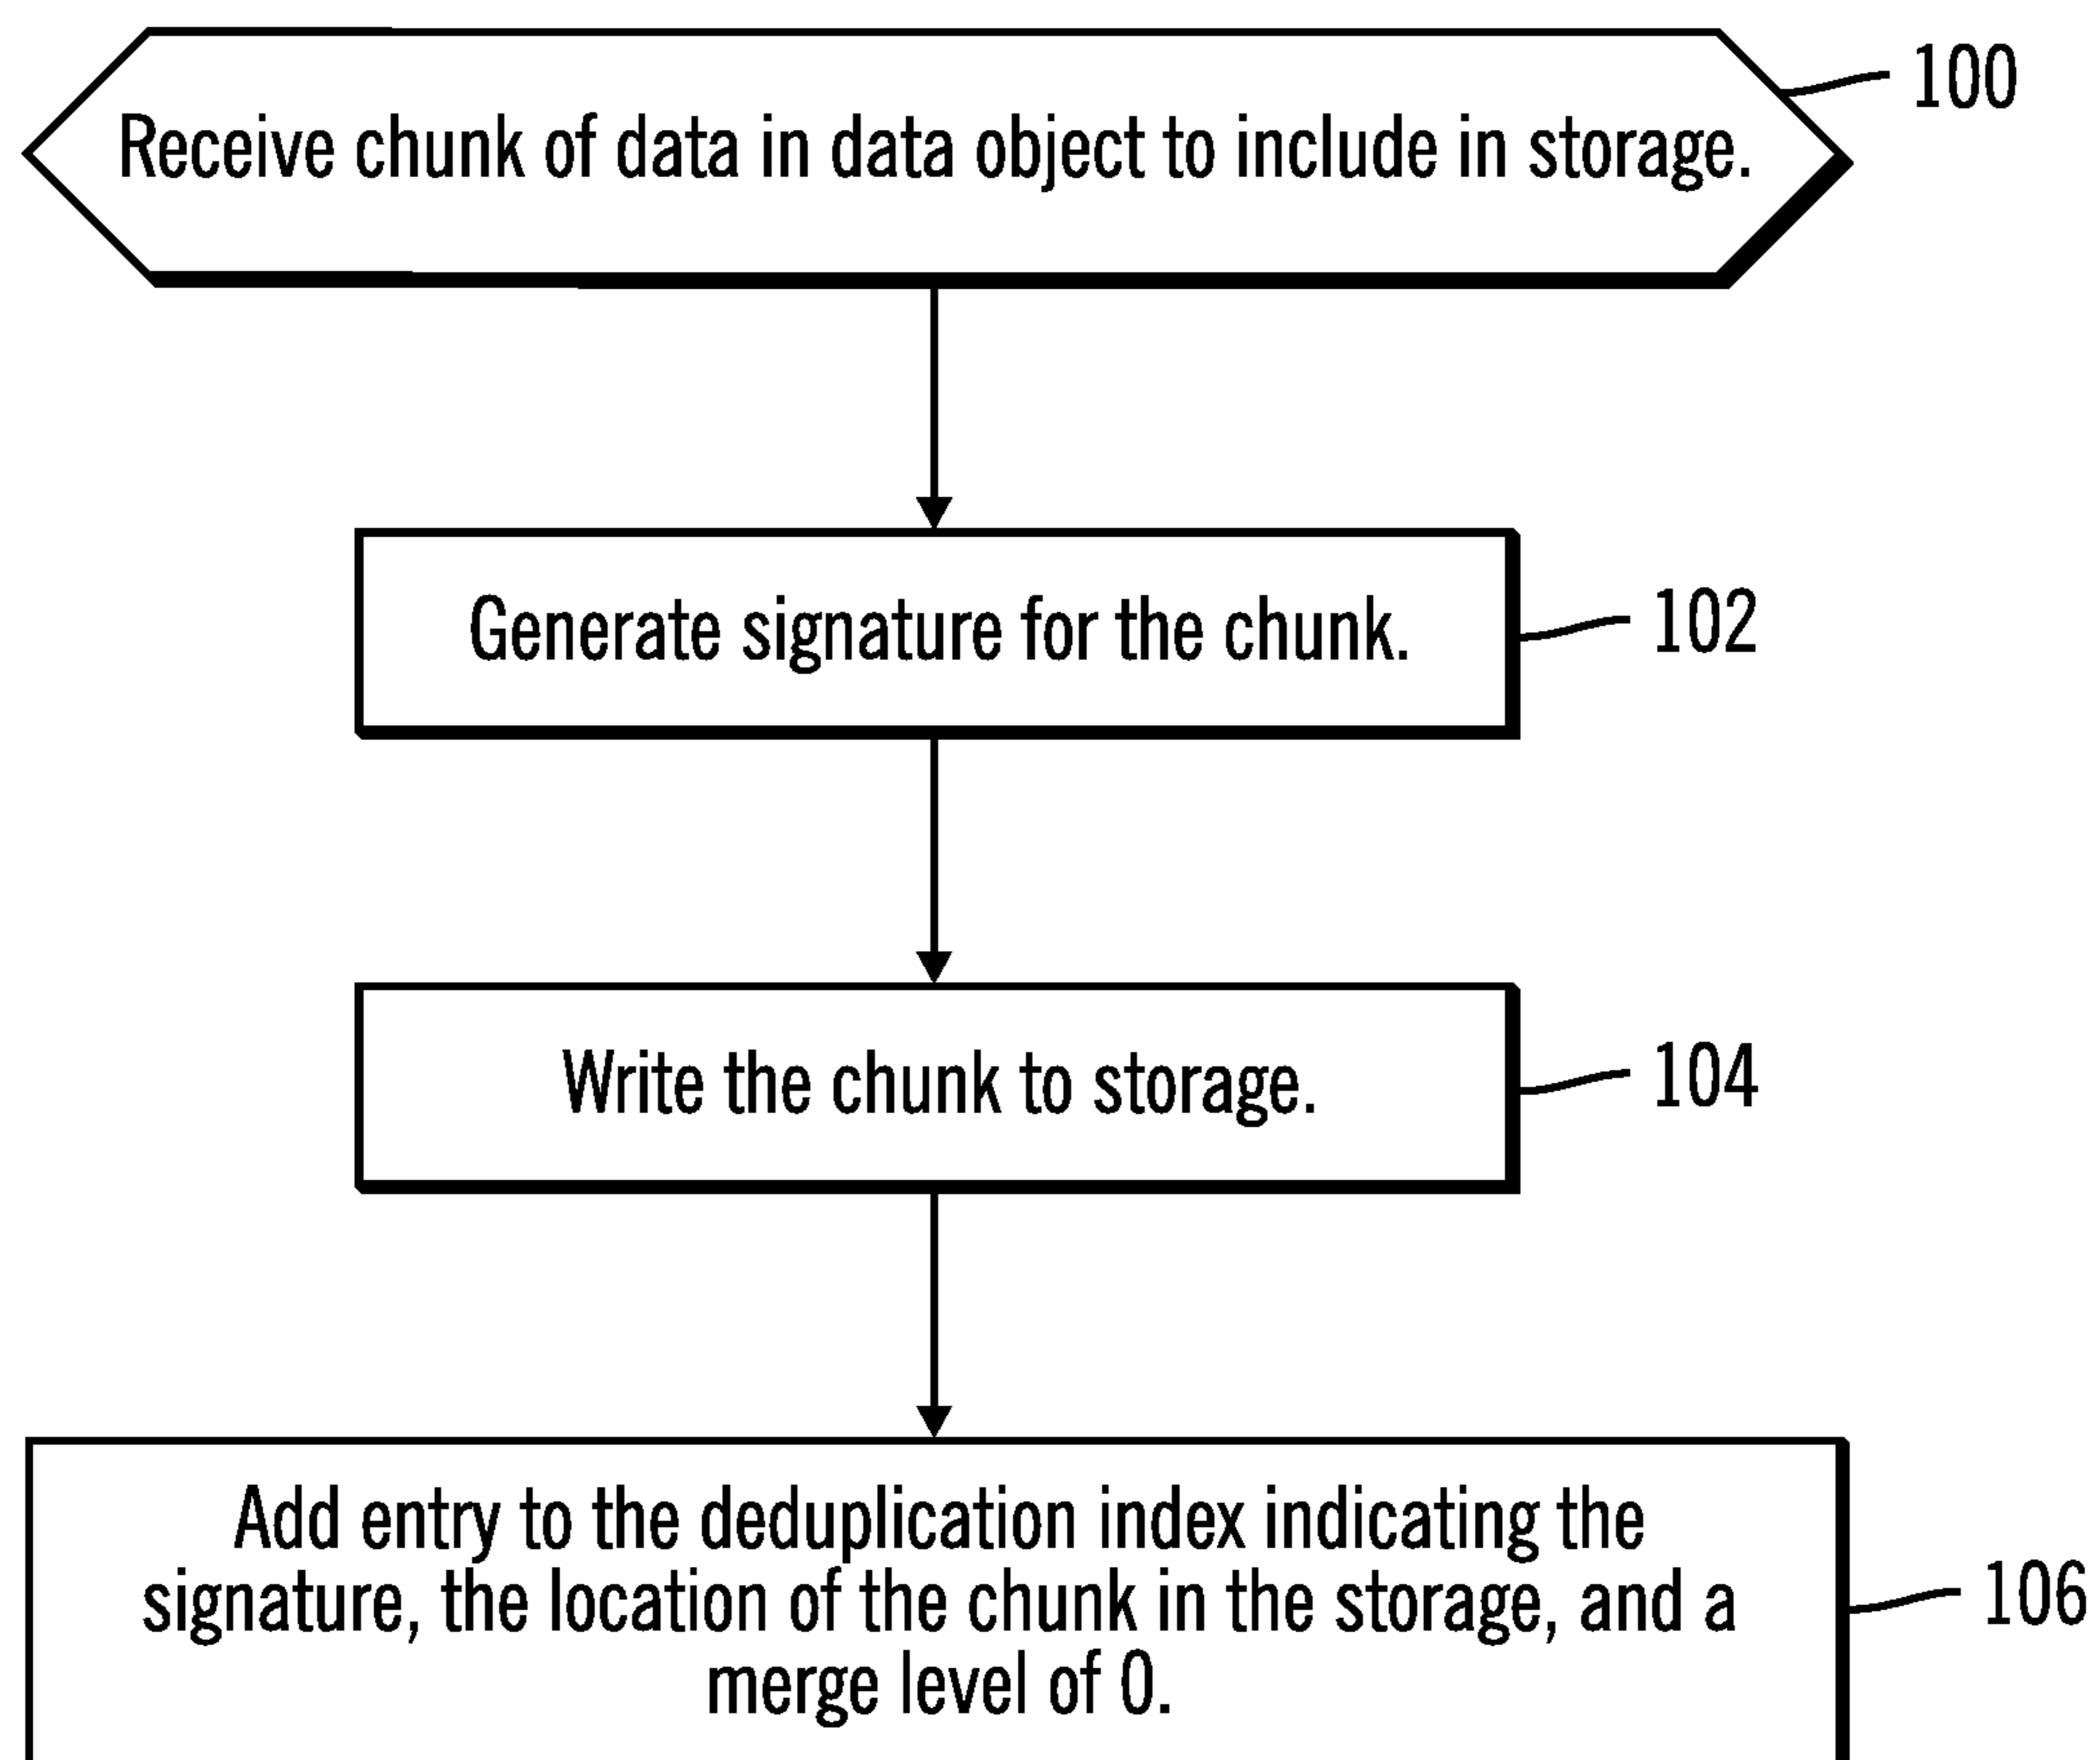 Receive chunk of data in data object to include in storage.
100
Generate signature for the chunk.
102
Write the chunk to storage.
104
Add entry to the deduplication index indicating the
signature, the location of the chunk in the storage, and a
merge level of 0.
106